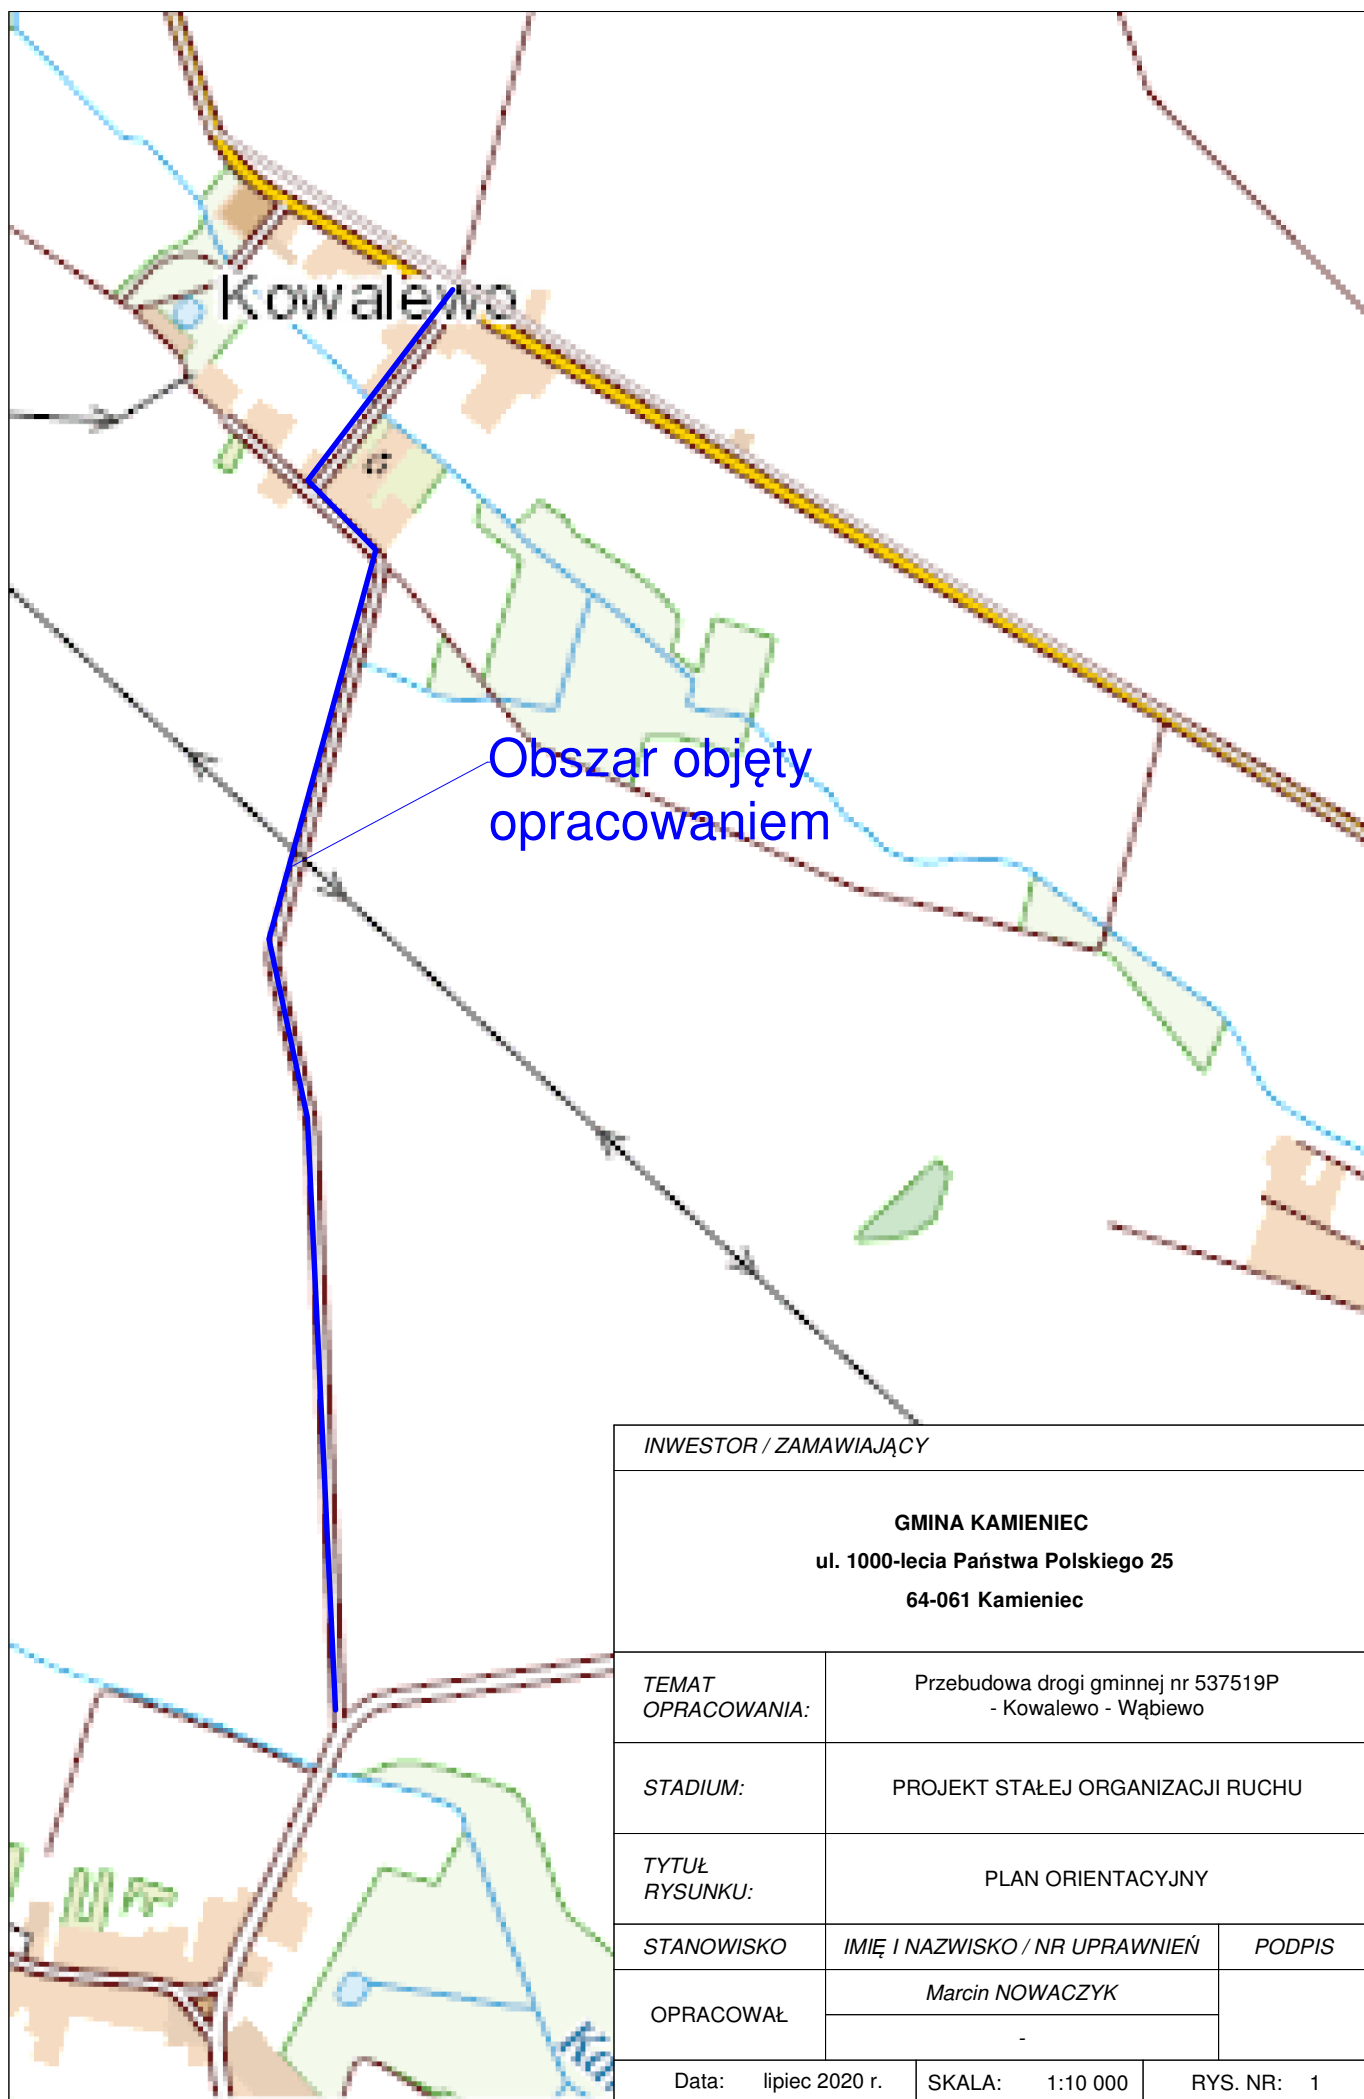 Kowalewo
Obszar objęty
opracowaniem
INWESTOR / ZAMAWIAJĄCY
GMINA KAMIENIEC
ul. 1000-lecia Państwa Polskiego 25
64-061 Kamieniec
TEMAT
OPRACOWANIA:
Przebudowa drogi gminnej nr 537519P
- Kowalewo - Wąbiewo
STADIUM:
PROJEKT STAŁEJ ORGANIZACJI RUCHU
TYTUŁ
RYSUNKU:
PLAN ORIENTACYJNY
STANOWISKO IMIĘ I NAZWISKO / NR UPRAWNIEŃ PODPIS
OPRACOWAŁ
Marcin NOWACZYK
-
Data: lipiec 2020 r. SKALA: 1:10 000 RYS. NR: 1